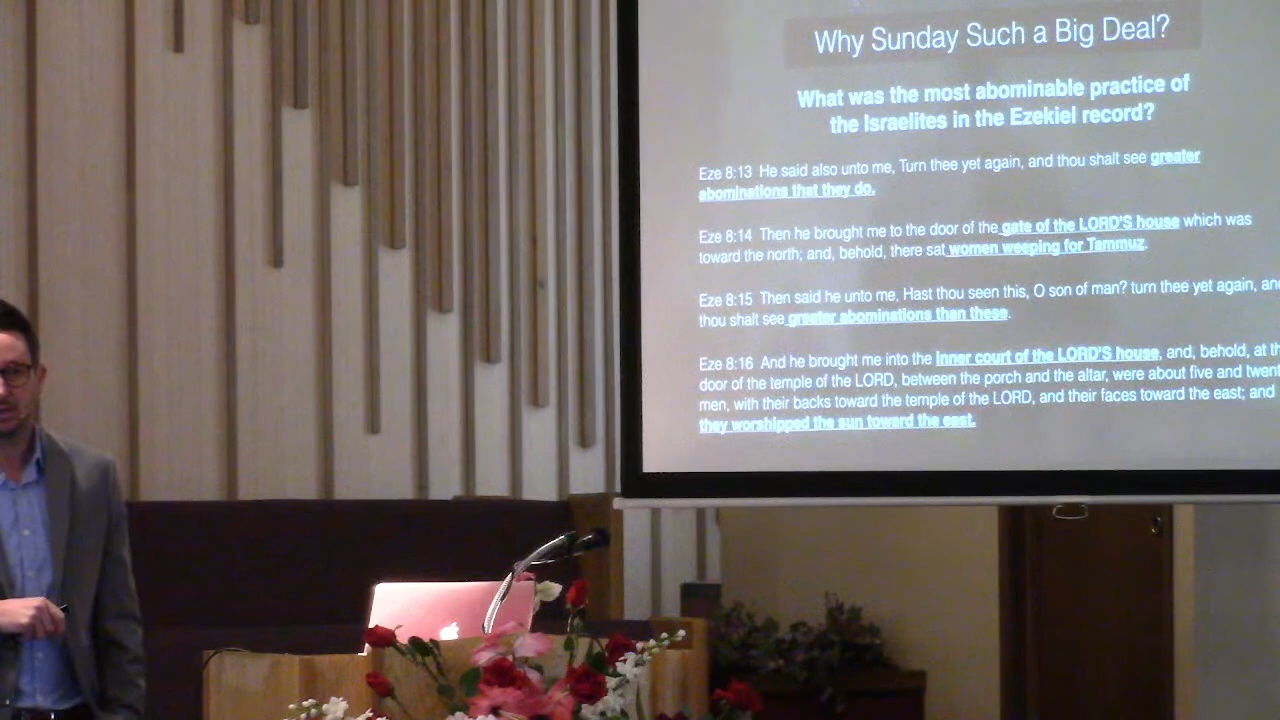 Why Sunday Such a Big Deal?
What was the most abominable practice of
the Israelites in the Ezekiel record?
Eze 8:13 He said also unto me, Turn thee yet again, and thou shalt see greater
abominations that they do.
Eze 8:14 Then he brought me to the door of the gate of the LORD'S house which was
toward the north; and, behold, there sat women weeping for Tammuz.
Eze 8:15 Then said he unto me, Hast thou seen this, O son of man? turn thee yet again, and
thou shalt see greater abominations than these.
Eze 8:16 And he brought me into the inner court of the LORD'S house, and, behold, at th
door of the temple of the LORD, between the porch and the altar, were about five and twent
men, with their backs toward the temple of the LORD, and their faces toward the east; and
they worshipped the sun toward the east.